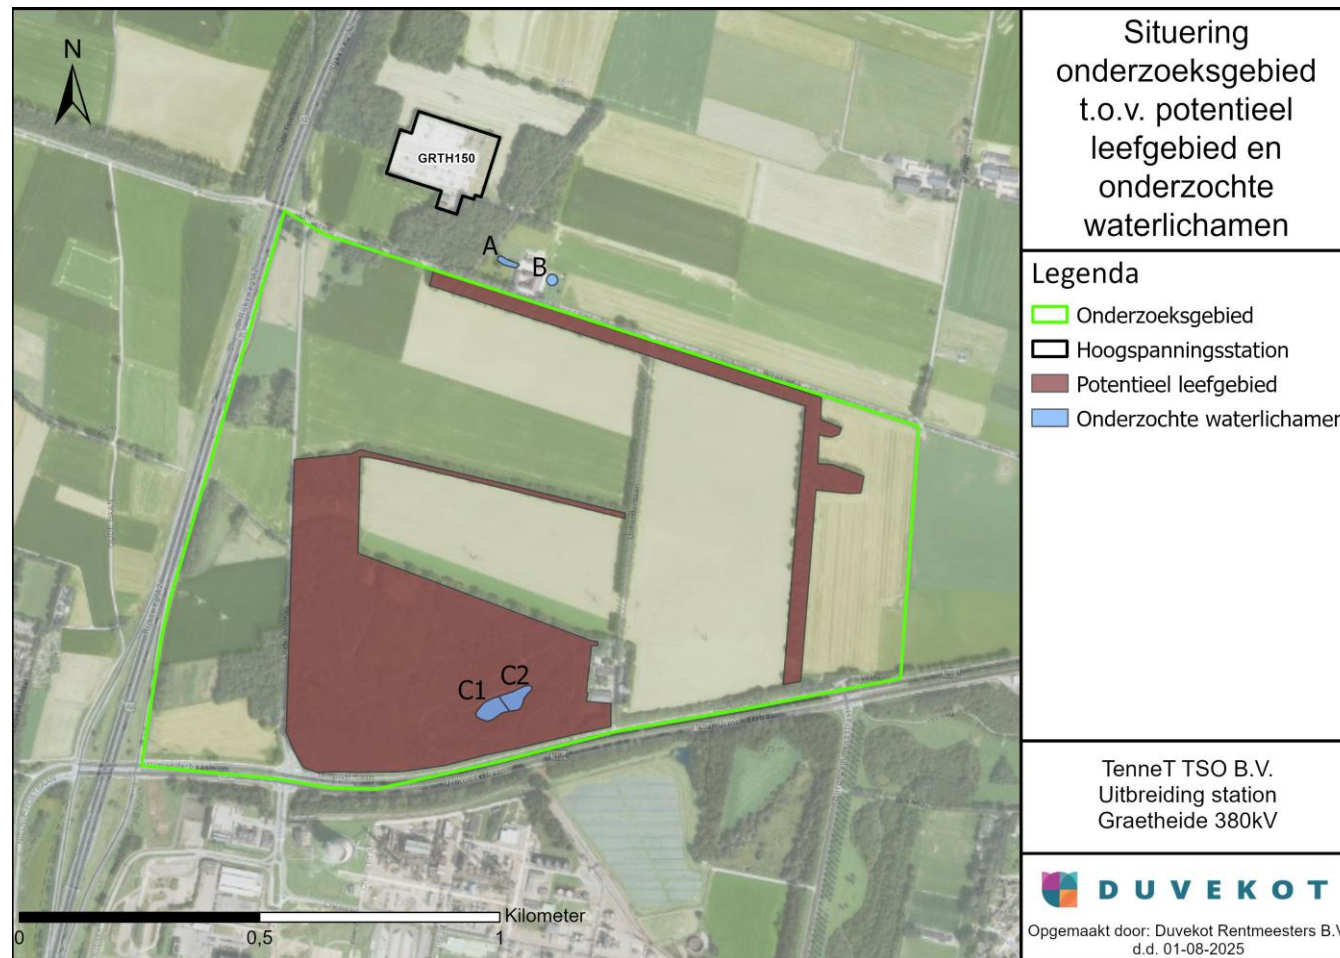 Situering
onderzoeksgebied
t.o.v. potentieel
leefgebied en
onderzochte
waterlichamen
Legenda
Onderzoeksgebied
Hoogspanningsstation
Potentieel leefgebied
Onderzochte waterlichamen
N
GRTH150
A
B
C1
C2
Kilometer
0
0,5
1
TenneT TSO B.V.
Uitbreiding station
Graetheide 380kV
DUVEKOT
Opgemaakt door: Duvekot Rentmeesters B.V
d.d. 01-08-2025